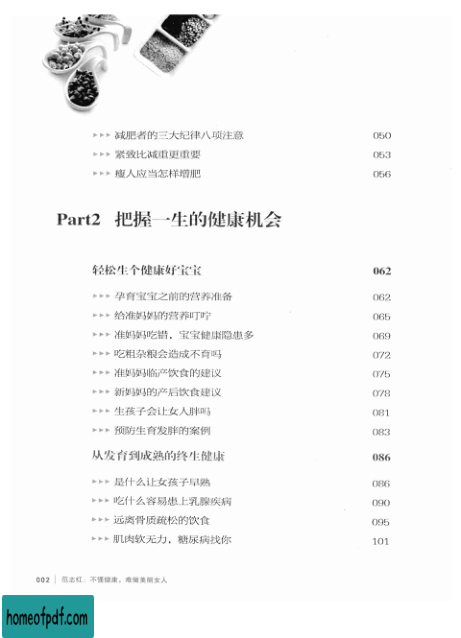 ▸▸▸ 减肥者的三大纪律八项注意 050
▸▸▸ 紧致比减重更重要 053
▸▸▸ 瘦人应当怎样增肥 056
Part2 把握一生的健康机会
轻松生个健康好宝宝 062
▸▸▸ 孕育宝宝之前的营养准备 062
▸▸▸ 给准妈妈的营养叮咛 065
▸▸▸ 准妈妈吃错，宝宝健康隐患多 069
▸▸▸ 吃粗杂粮会造成不育吗 072
▸▸▸ 准妈妈临产饮食的建议 075
▸▸▸ 新妈妈的产后饮食建议 078
▸▸▸ 生孩子会让女人胖吗 081
▸▸▸ 预防生育发胖的案例 083
从发育到成熟的终生健康 086
▸▸▸ 是什么让女孩子早熟 086
▸▸▸ 吃什么容易患上乳腺疾病 090
▸▸▸ 远离骨质疏松的饮食 095
▸▸▸ 肌肉软无力，糖尿病找你 101
002 | 范志红：不懂健康，难做美丽女人
homeofpdf.com